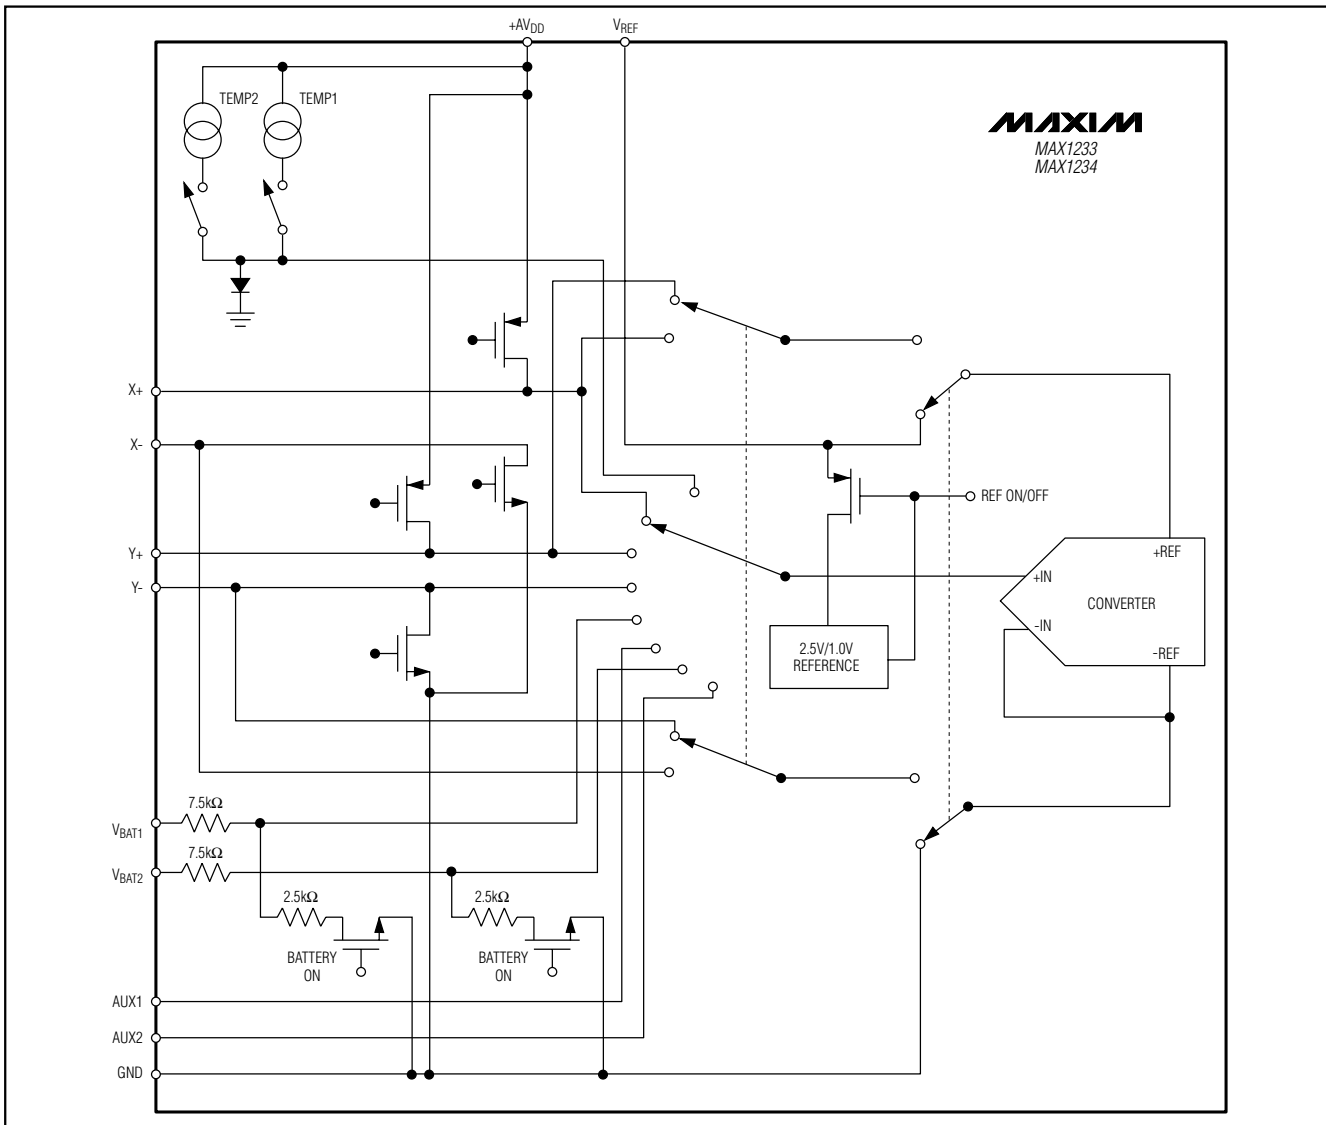 +AVDD VREF
TEMP2 TEMP1
MAXIM
MAX1233
MAX1234
X+
X-
REF ON/OFF
Y+
+REF
+IN
Y-
CONVERTER
-IN
2.5V/1.0V
REFERENCE
-REF
7.5kΩ
VBAT1
7.5kΩ
VBAT2
2.5kΩ 2.5kΩ
BATTERY
ON
BATTERY
ON
AUX1
AUX2
GND